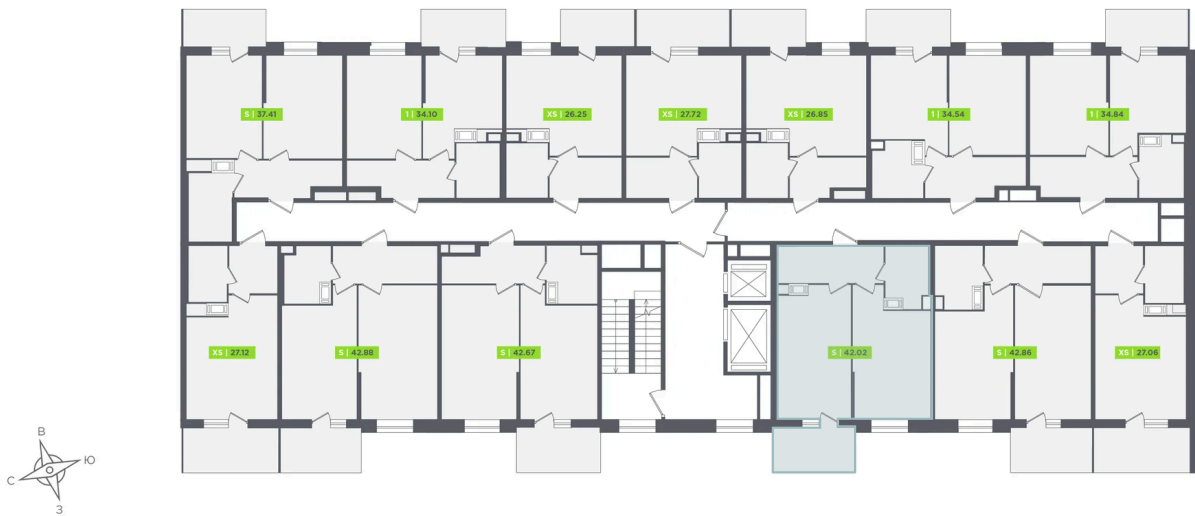 S | 37.41
1 | 34.10
XS | 26.25
XS | 27.72
XS | 26.85
1 | 34.54
1 | 34.84
XS | 27.12
S | 42.88
S | 42.67
S | 42.02
S | 42.86
XS | 27.06
В
Ю
С
З